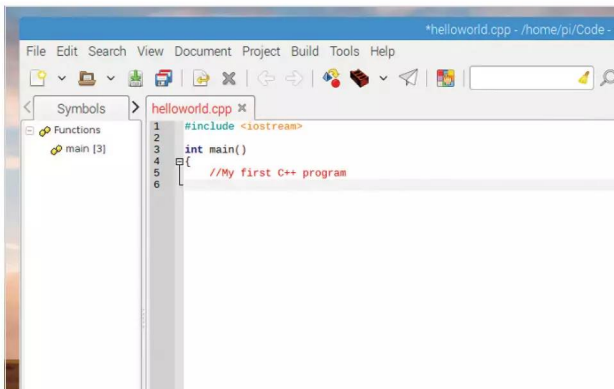 *helloworld.cpp - /home/pi/Code -
File Edit Search View Document Project Build Tools Help
Symbols
helloworld.cpp
Functions
main [3]
1 #include <iostream>
2
3 int main()
4 {
5 //My first C++ program
6